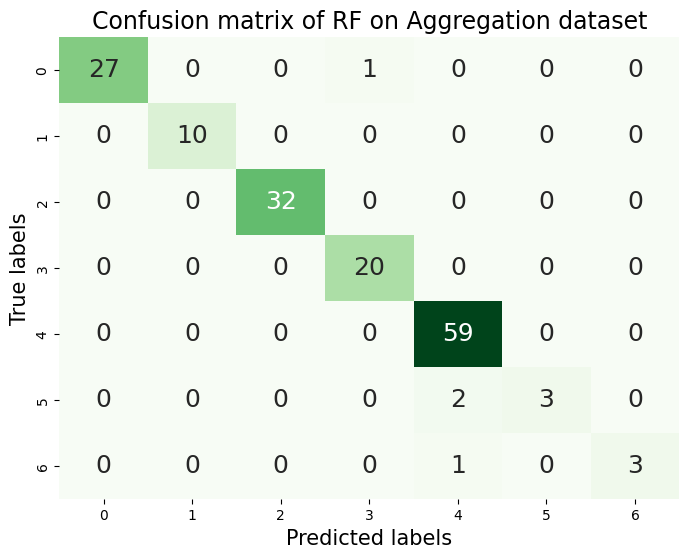 Confusion matrix of RF on Aggregation dataset
True labels
0 27 0 0 1 0 0 0
1 0 10 0 0 0 0 0
2 0 0 32 0 0 0 0
3 0 0 0 20 0 0 0
4 0 0 0 0 59 0 0
5 0 0 0 0 2 3 0
6 0 0 0 0 1 0 3
0 1 2 3 4 5 6
Predicted labels